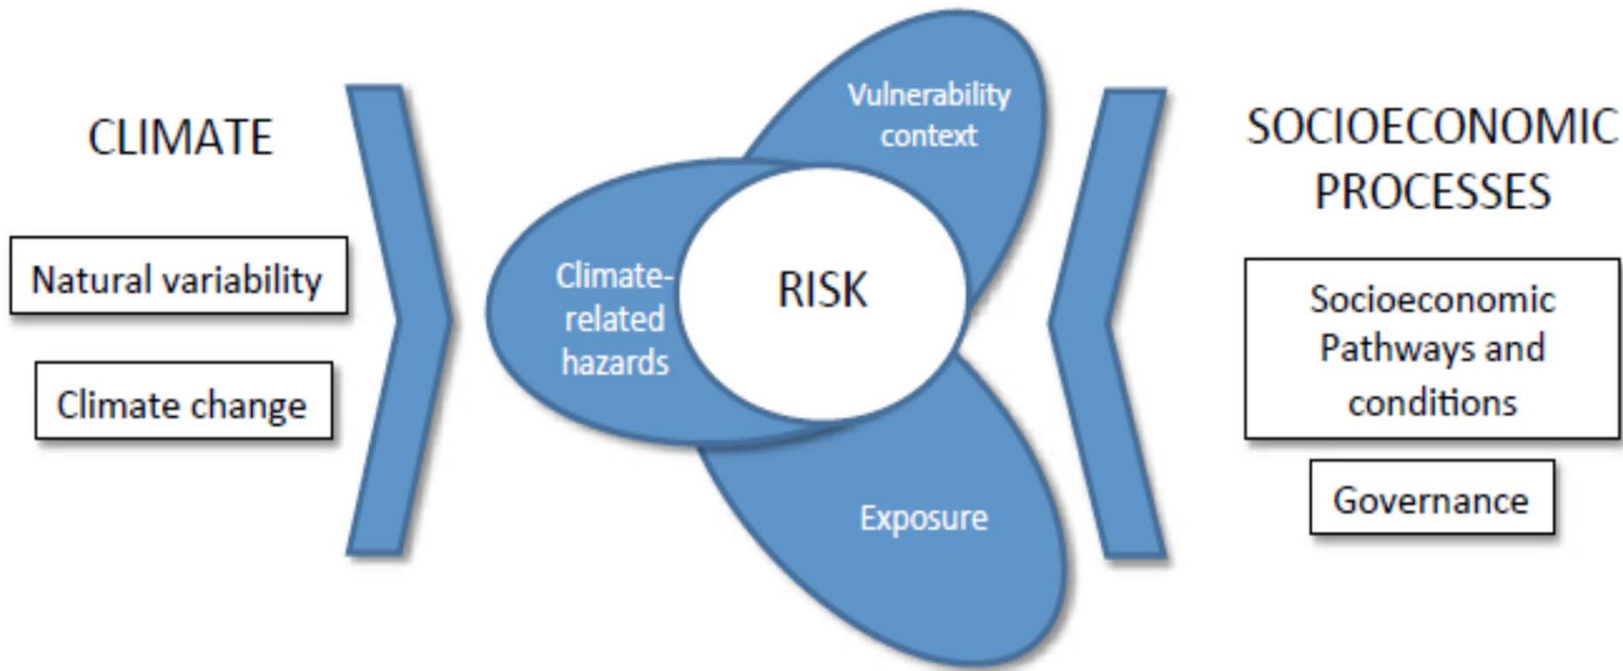 CLIMATE
Natural variability
Climate change
Vulnerability
context
Climate-
related
hazards
RISK
Exposure
SOCIOECONOMIC
PROCESSES
Socioeconomic
Pathways and
conditions
Governance